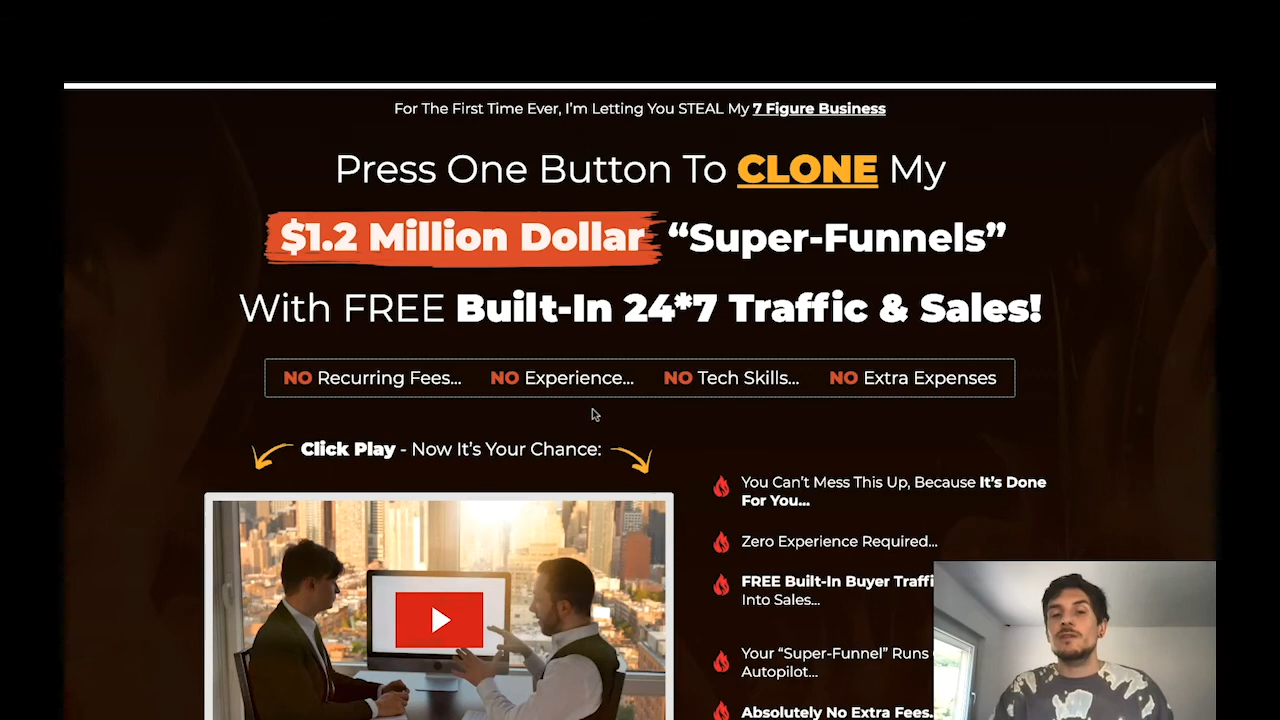 For The First Time Ever, I'm Letting You STEAL My 7 Figure Business
Press One Button To CLONE My
$1.2 Million Dollar “Super-Funnels”
With FREE Built-In 24*7 Traffic & Sales!
NO Recurring Fees... NO Experience... NO Tech Skills... NO Extra Expenses
Click Play - Now It's Your Chance:
You Can't Mess This Up, Because It's Done
For You...
Zero Experience Required...
FREE Built-In Buyer Traffi
Into Sales...
Your “Super-Funnel” Runs
Autopilot...
Absolutely No Extra Fees.